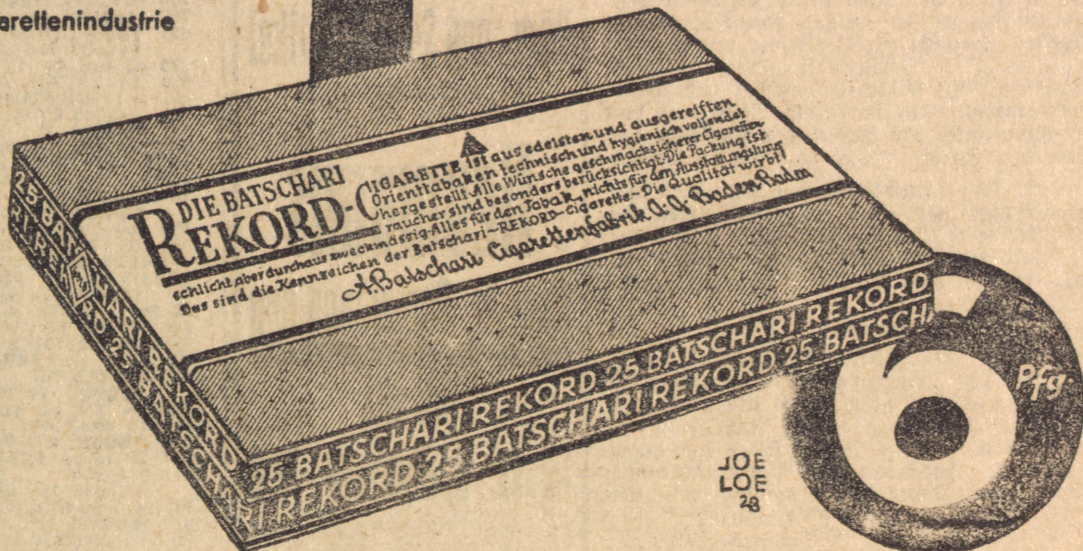 arettenindustrie
DIE BATSCHARI
REKORD-CIGARETTE ist aus edelsten und ausgereiften
Orienttabaken technisch und hygienisch vollendet
hergestellt. Alle Wünsche geschmacksicherer Cigaretten
raucher sind besonders berücksichtigt. Die Packung ist
schlicht, aber durchaus zweckmässig. Alles für den Tabak, nichts für den Ausstattungsluxus
Das sind die Kennzeichen der Batschari-REKORD-Cigarette - Die Qualität wirbt!
A. Batschari Cigarettenfabrik A.G. Baden-Baden
25 BATSCHARI REKORD
RD 25 BATSCHA
25 BATSCHARI REKORD 25 BATSCHARI REKORD
RI REKORD 25 BATSCHARI REKORD 25 BATSCH
6 Pfg.
JOE
LOE
28